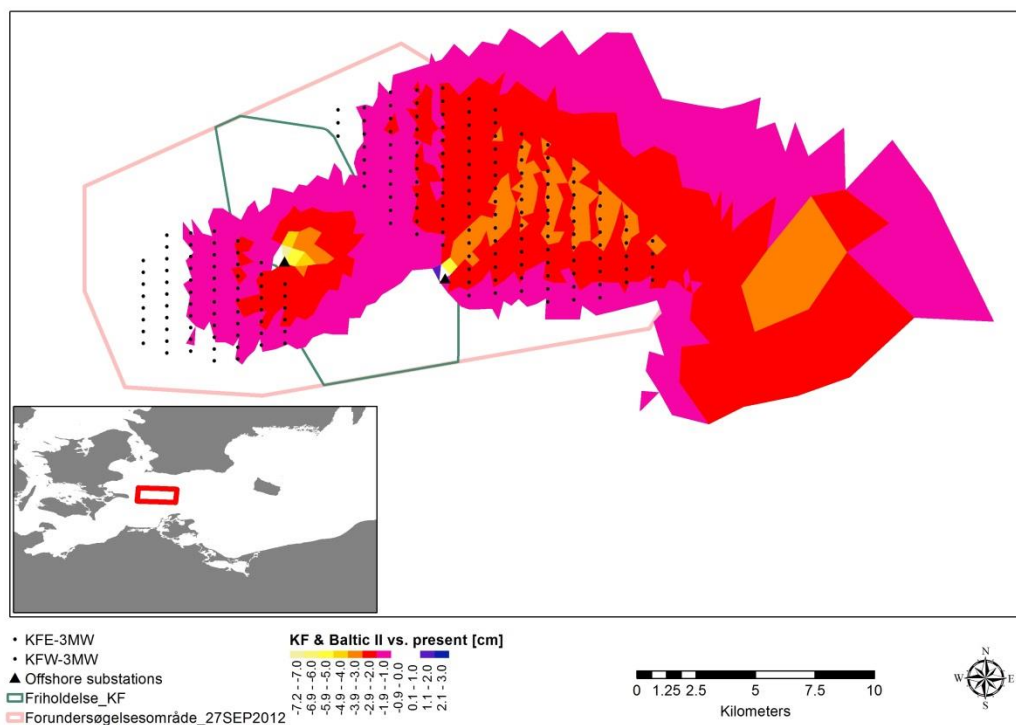 • KFE-3MW
• KFW-3MW
▲ Offshore substations
Friholdelse_KF
Forundersøgelsesområde_27SEP2012
KF & Baltic II vs. present [cm]
-7.2 - -7.0
-6.9 - -6.0
-5.9 - -5.0
-4.9 - -4.0
-3.9 - -3.0
-2.9 - -2.0
-1.9 - -1.0
-0.9 - -0.0
0.1 - 1.0
1.1 - 2.0
2.1 - 3.0
0 1.25 2.5 5 7.5 10
Kilometers
N
W E
S